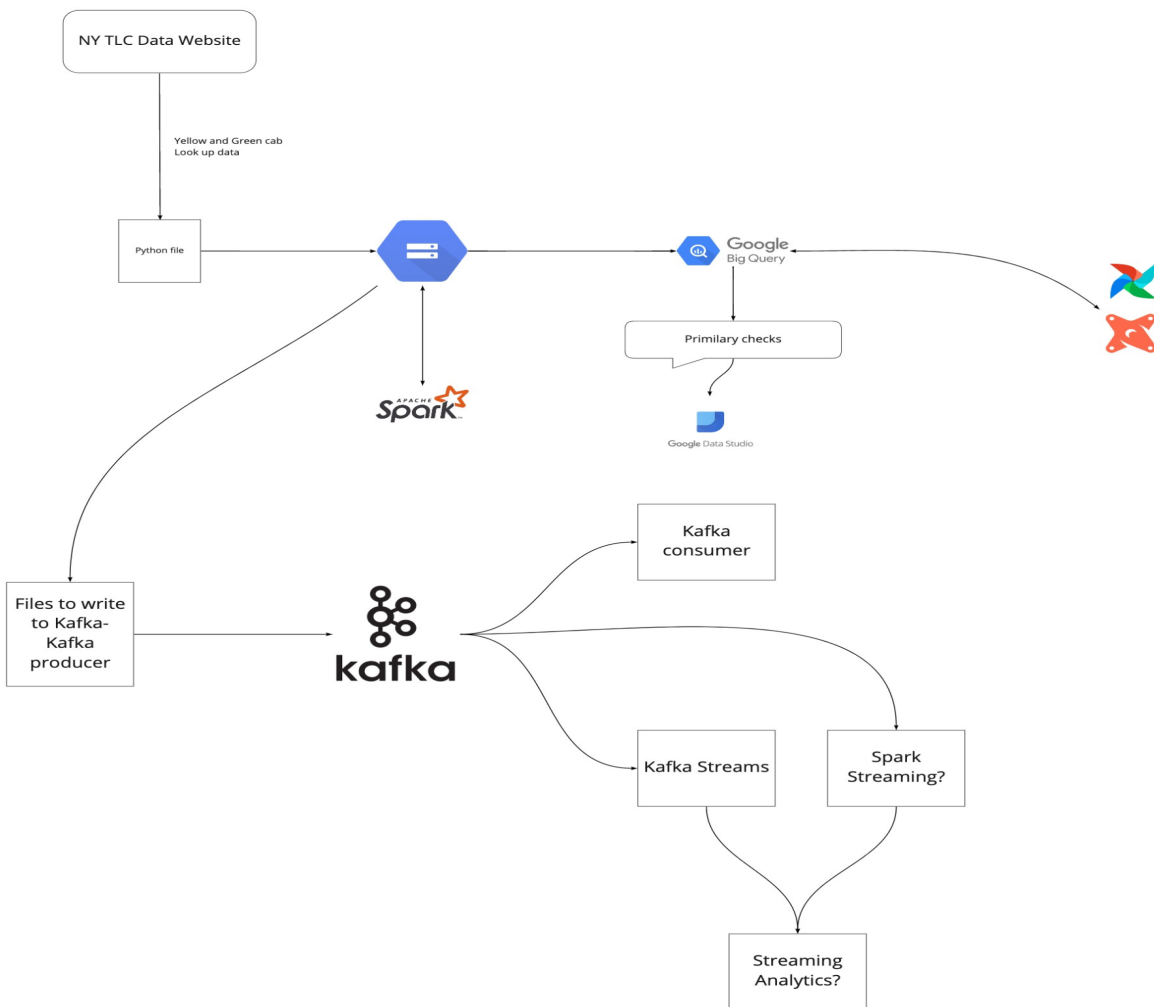 NY TLC Data Website
Yellow and Green cab
Look up data
Python file
Google
Big Query
Primilary checks
APACHE
Spark
Google Data Studio
Kafka
consumer
Files to write
to Kafka-
Kafka
producer
kafka
Kafka Streams
Spark
Streaming?
Streaming
Analytics?